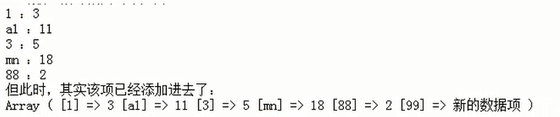 1 : 3
a1 : 11
3 : 5
mn : 18
88 : 2
但此时，其实该项已经添加进去了：
Array ( [1] => 3 [a1] => 11 [3] => 5 [mn] => 18 [88] => 2 [99] => 新的数据项 )